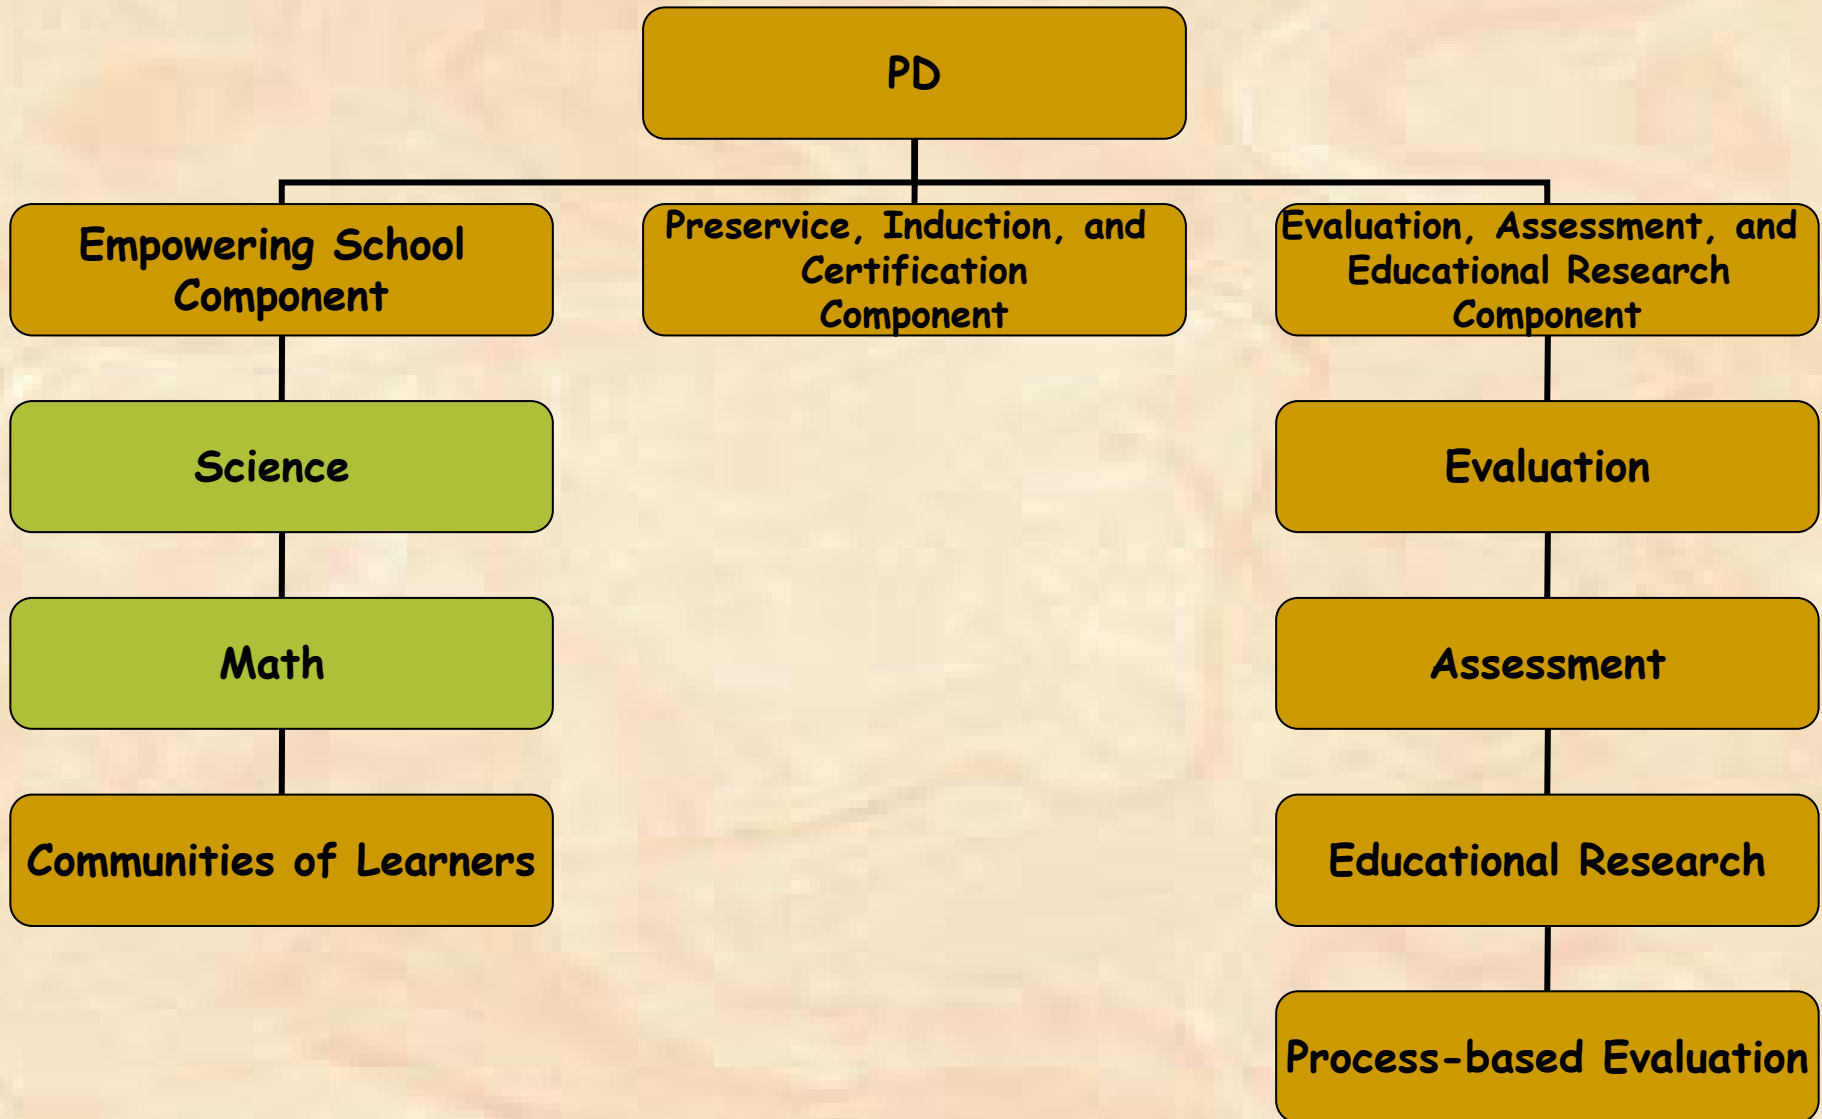 PD
Empowering School
Component
Preservice, Induction, and
Certification
Component
Evaluation, Assessment, and
Educational Research
Component
Science
Evaluation
Math
Assessment
Communities of Learners
Educational Research
Process-based Evaluation